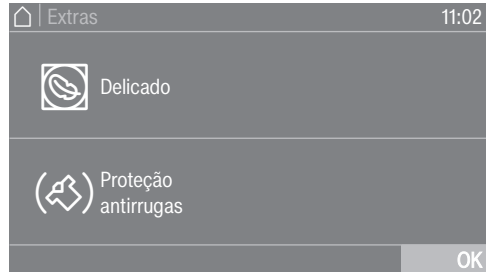 Extras 11:02
Delicado
Proteção
antirrugas
OK